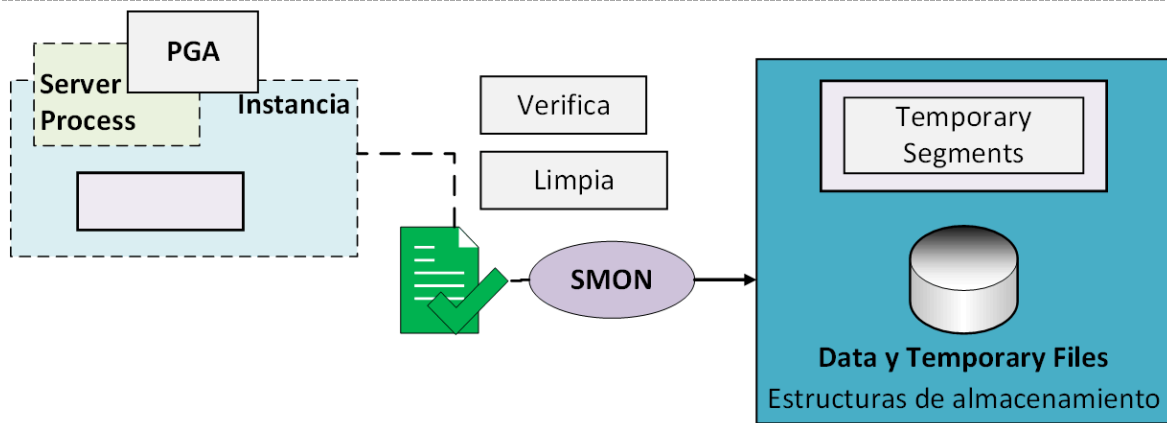 PGA
Server
Process
Instancia
Verifica
Limpia
SMON
Temporary
Segments
Data y Temporary Files
Estructuras de almacenamiento